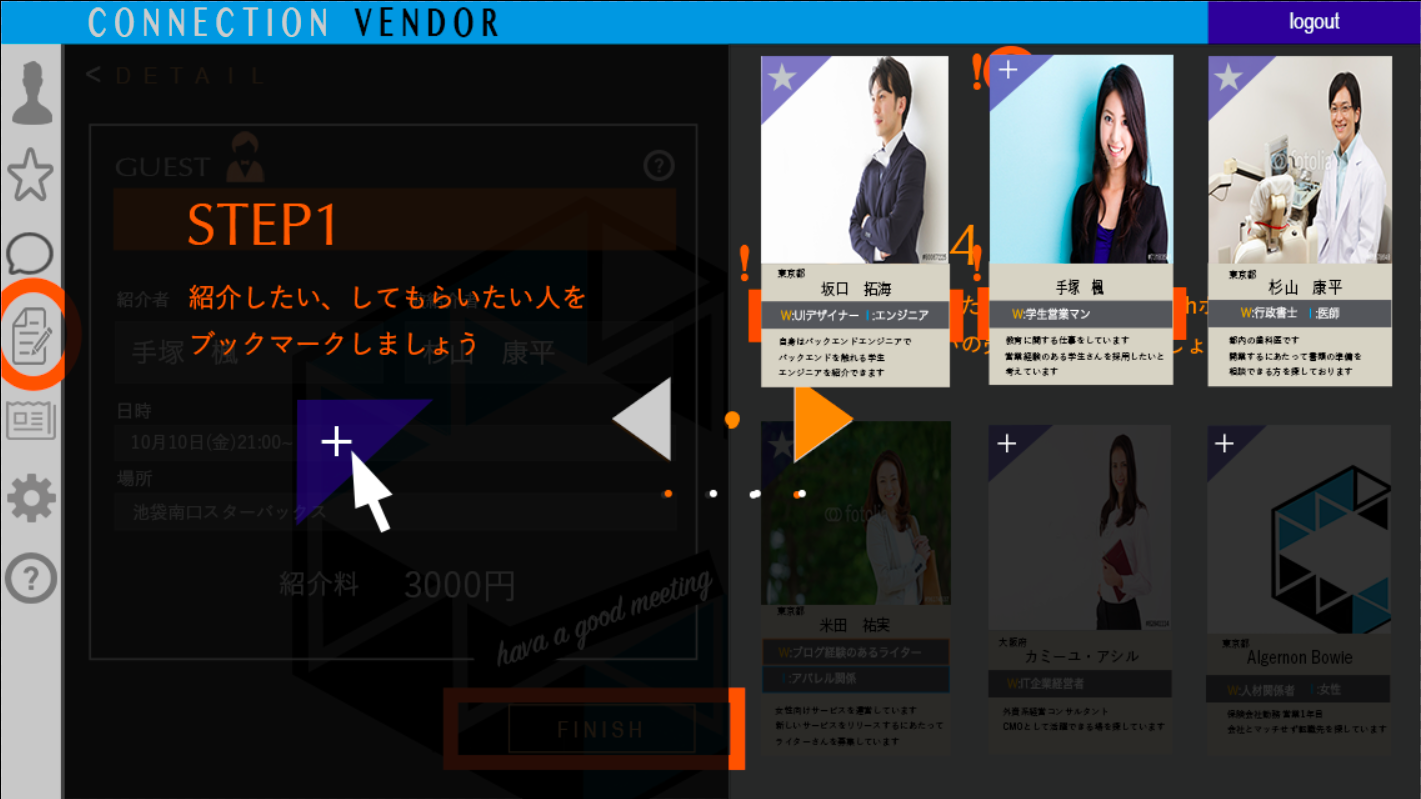 CONNECTION VENDOR
logout
< DETAIL
GUEST
?
STEP1
紹介者
紹介したい、してもらいたい人を
ブックマークしましょう
手塚 楓
杉山 康平
日時
10月10日(金)21:00~
場所
池袋南口スターバックス
紹介料 3000円
hava a good meeting
FINISH
?
!
!
!
4
東京都
坂口 拓海
W:UIデザイナー I:エンジニア
自身はバックエンドエンジニアで
バックエンドを触れる学生
エンジニアを紹介できます
手塚 楓
W:学生営業マン
教育に関する仕事をしています
営業経験のある学生さんを採用したいと
考えています
fotolia
東京都
杉山 康平
W:行政書士 I:医師
都内の歯科医です
開業するにあたって書類の準備を
相談できる方を探しております
fotol
東京都
米田 祐実
W:ブログ経験のあるライター
I:アパレル関係
女性向けサービスを運営しています
新しいサービスをリリースするにあたって
ライターさんを募集しています
大阪府
カミーユ・アシル
W:IT企業経営者
外資系経営コンサルタント
CMOとして活躍できる場を探しています
東京都
Algernon Bowie
W:人材関係者 I:女性
保険会社勤務 営業1年目
会社とマッチせず転職先を探しています